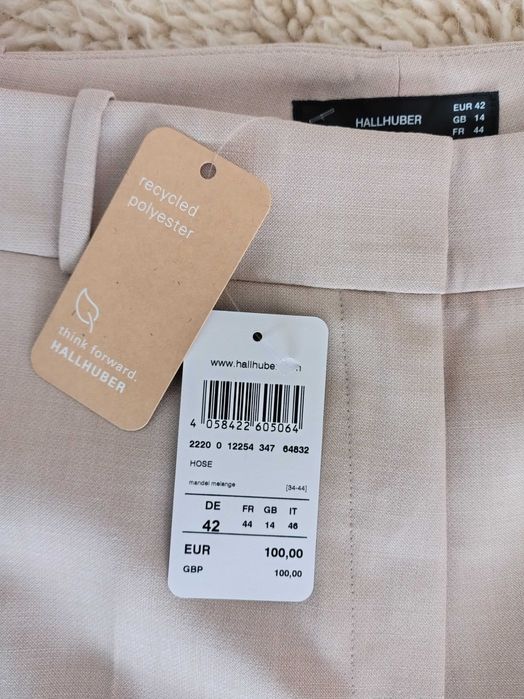 HALLHUBER
EUR 42
GB 14
FR 44
recycled
polyester
think forward.
HALLHUBER
www.hallhube
4 058422 605064
2220 0 12254 347 64832
HOSE
mandel melange [34-44]
DE FR GB IT
42 44 14 46
EUR 100,00
GBP 100,00